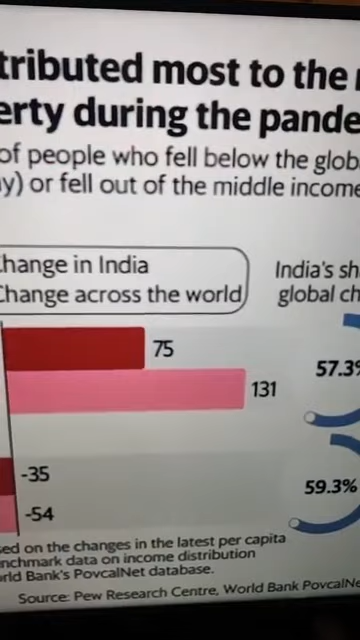 tributed most to the
erty during the pande
of people who fell below the glob
y) or fell out of the middle income
Change in India
Change across the world
India's sh
global ch
75
131
57.3%
-35
-54
59.3%
sed on the changes in the latest per capita
nchmark data on income distribution
rld Bank's PovcalNet database.
Source: Pew Research Centre, World Bank PovcalNe